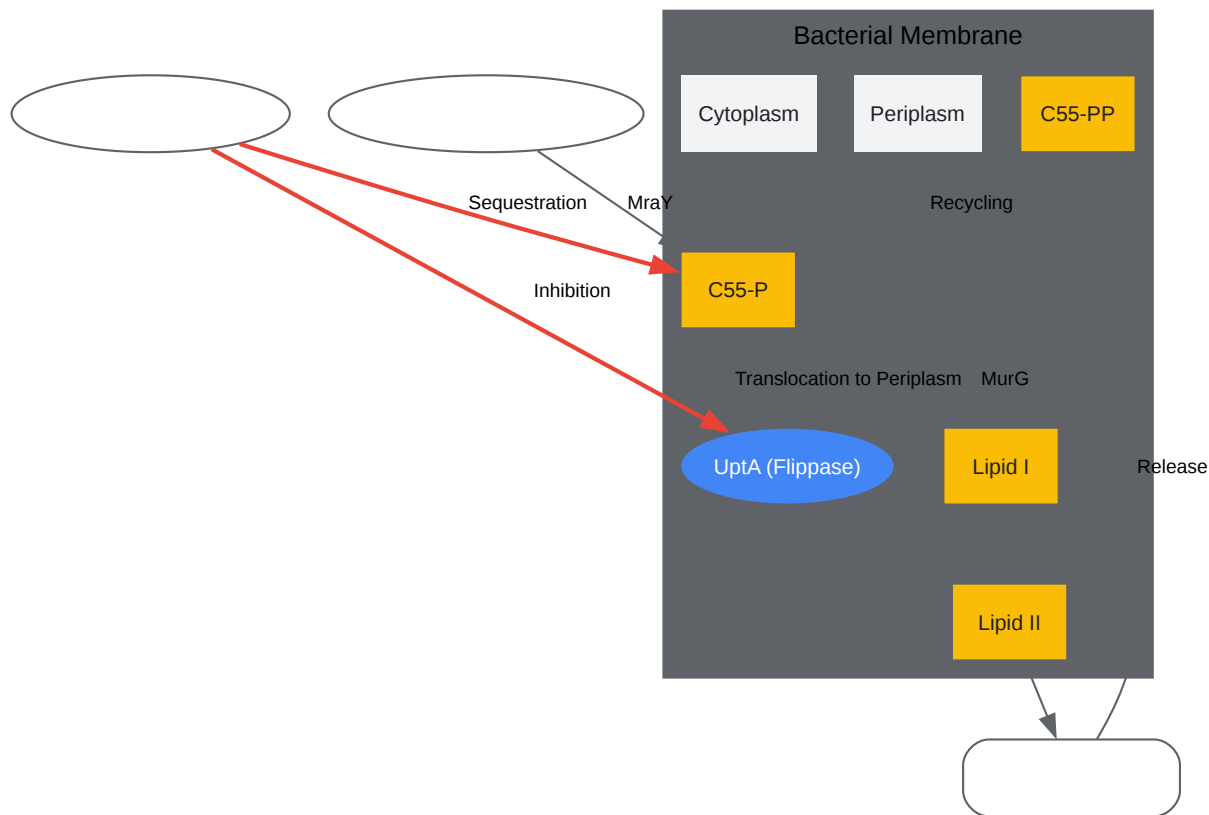 Bacterial Membrane
Cytoplasm
Periplasm
C55-PP
Sequestration
MraY
Recycling
C55-P
Inhibition
Translocation to Periplasm
MurG
UptA (Flippase)
Lipid I
Release
Lipid II